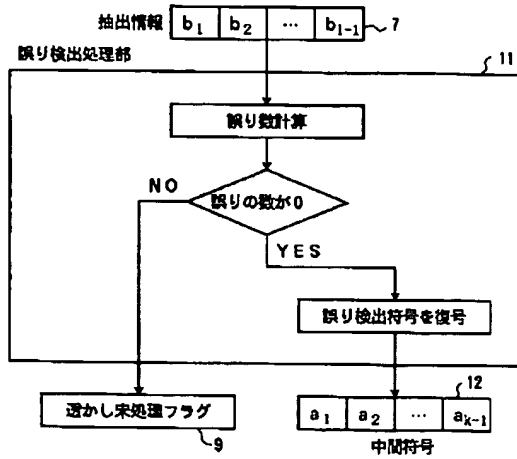 抽出情報 b1 b2 … bl-1 7
誤り検出処理部 11
誤り数計算
NO 誤りの数が0
YES
誤り検出符号を復号
12
透かし未処理フラグ a1 a2 … ak-1
9 中間符号